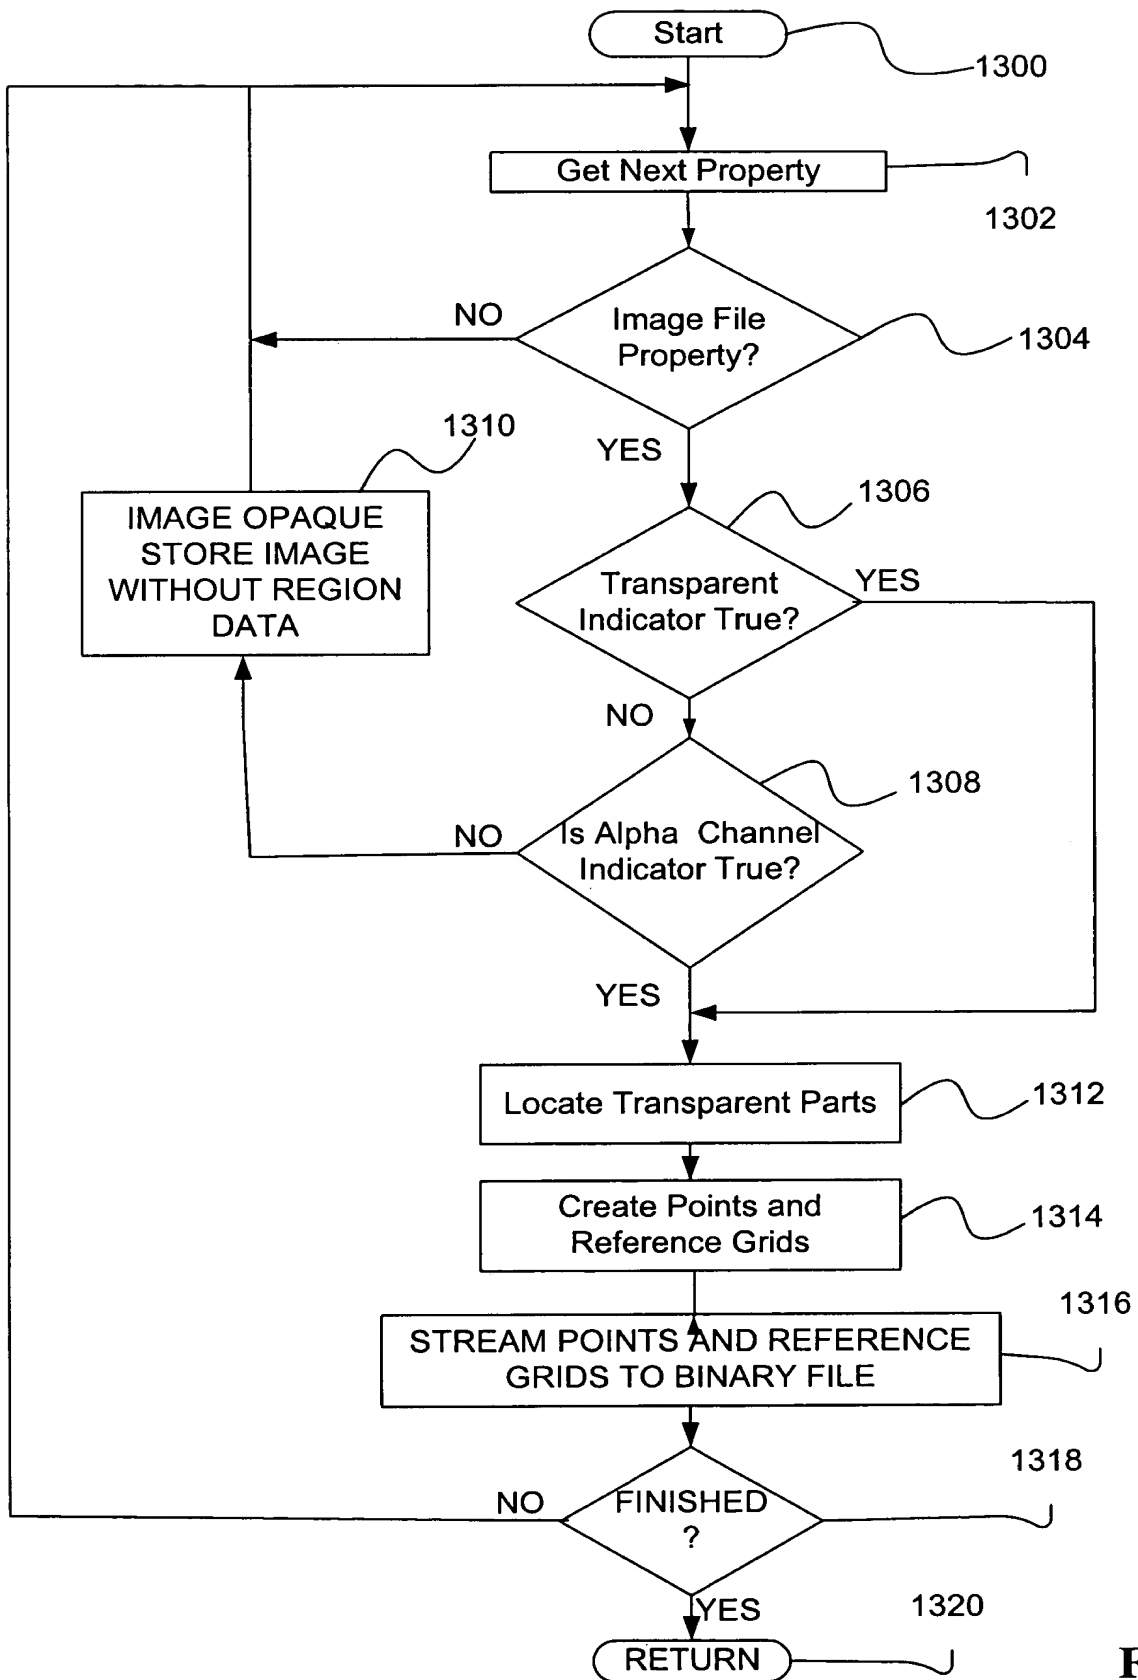 Start
1300
Get Next Property
1302
Image File
Property?
NO
1304
YES
1310
1306
IMAGE OPAQUE
STORE IMAGE
WITHOUT REGION
DATA
Transparent
Indicator True?
YES
NO
1308
Is Alpha Channel
Indicator True?
NO
YES
Locate Transparent Parts
1312
Create Points and
Reference Grids
1314
1316
STREAM POINTS AND REFERENCE
GRIDS TO BINARY FILE
1318
NO
FINISHED
?
YES
1320
RETURN